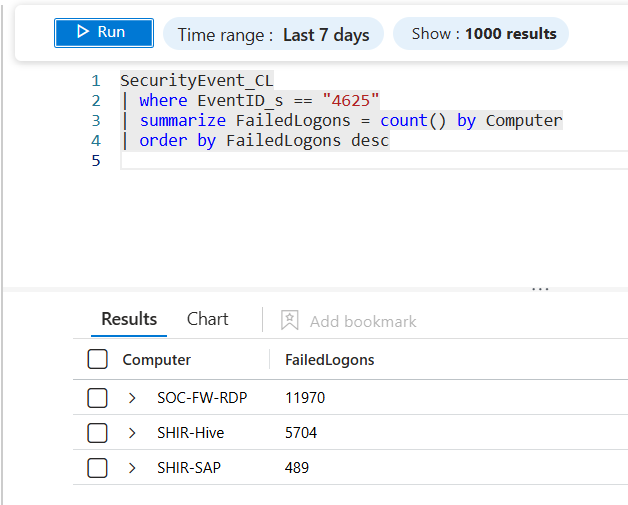 Run Time range : Last 7 days Show : 1000 results
1 SecurityEvent_CL
2 | where EventID_s == "4625"
3 | summarize FailedLogons = count() by Computer
4 | order by FailedLogons desc
5
...
Results Chart Add bookmark
Computer FailedLogons
SOC-FW-RDP 11970
SHIR-Hive 5704
SHIR-SAP 489